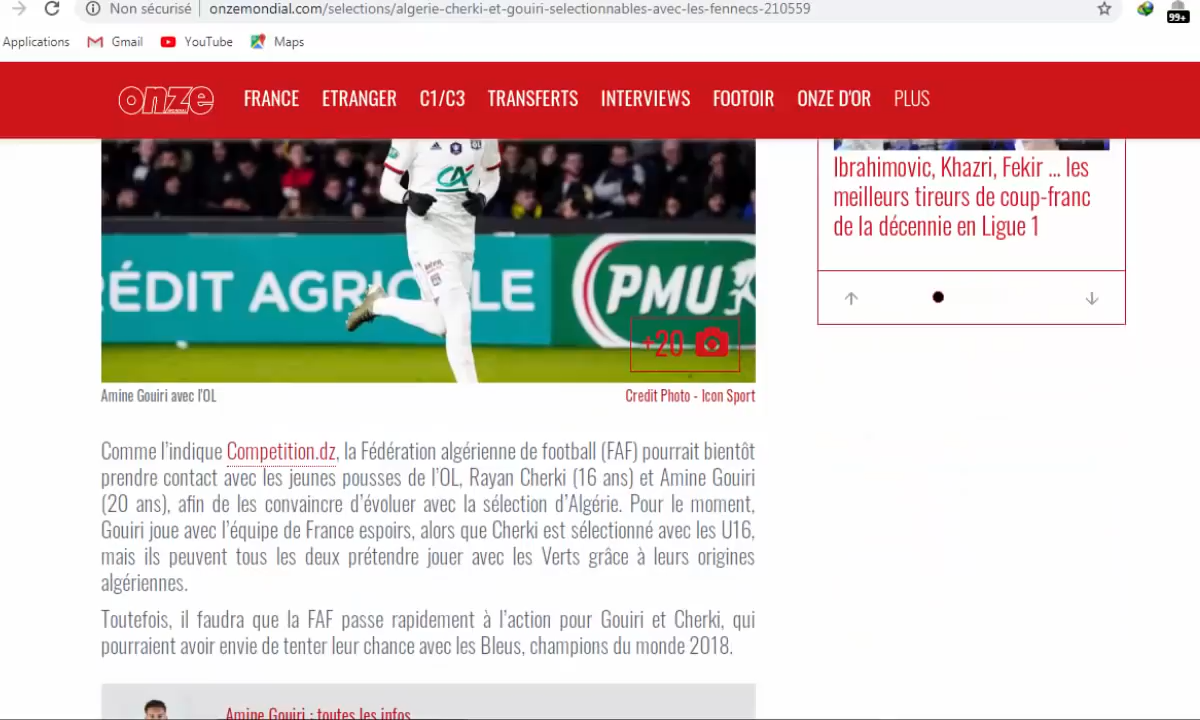 Non sécurisé
onzemondial.com/selections/algerie-cherki-et-gouiri-selectionnables-avec-les-fennecs-210559
99+
Applications Gmail YouTube Maps
onze FRANCE ETRANGER C1/C3 TRANSFERTS INTERVIEWS FOOTOIR ONZE D'OR PLUS
CA
OL
CRÉDIT AGRICOLE
PMU
+20
Amine Gouiri avec l'OL
Credit Photo - Icon Sport
Comme l’indique Competition.dz, la Fédération algérienne de football (FAF) pourrait bientôt
prendre contact avec les jeunes pousses de l’OL, Rayan Cherki (16 ans) et Amine Gouiri
(20 ans), afin de les convaincre d’évoluer avec la sélection d’Algérie. Pour le moment,
Gouiri joue avec l’équipe de France espoirs, alors que Cherki est sélectionné avec les U16,
mais ils peuvent tous les deux prétendre jouer avec les Verts grâce à leurs origines
algériennes.
Toutefois, il faudra que la FAF passe rapidement à l’action pour Gouiri et Cherki, qui
pourraient avoir envie de tenter leur chance avec les Bleus, champions du monde 2018.
Amine Gouiri : toutes les infos
Ibrahimovic, Khazri, Fekir ... les
meilleurs tireurs de coup-franc
de la décennie en Ligue 1